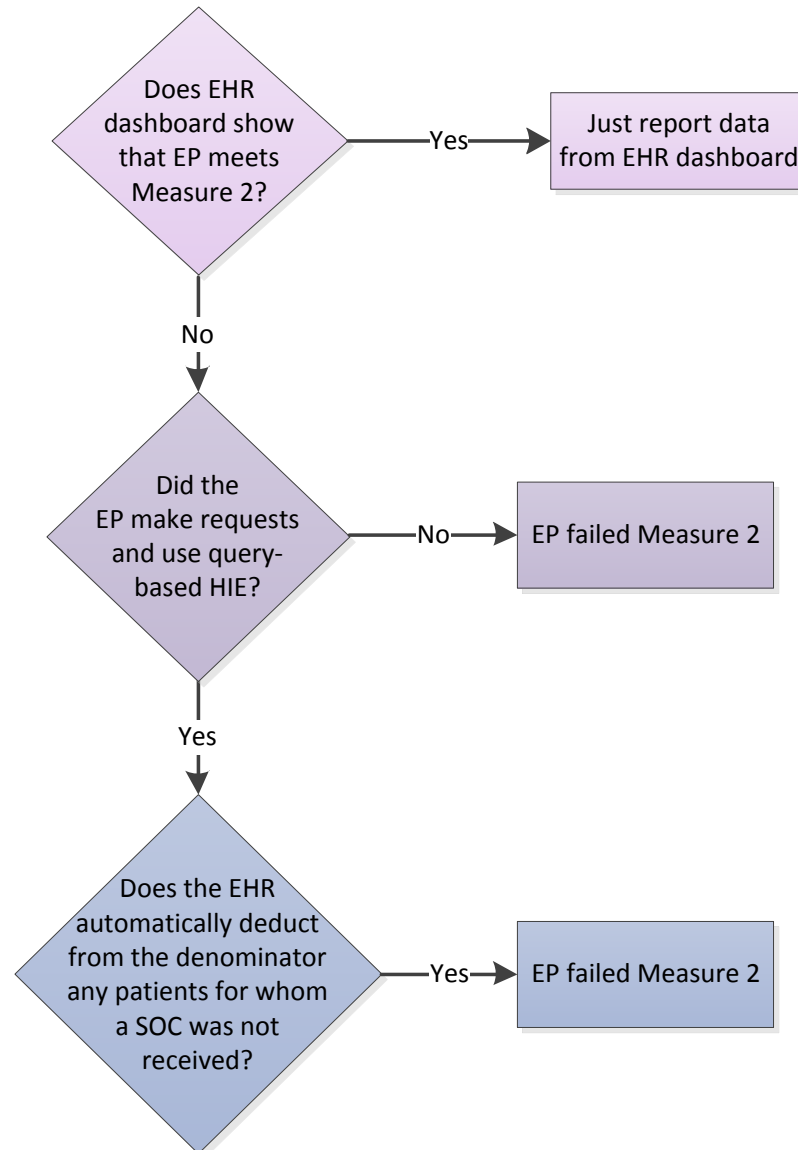 Does EHR
dashboard show
that EP meets
Measure 2?
Yes
Just report data
from EHR dashboard
No
Did the
EP make requests
and use query-
based HIE?
No
EP failed Measure 2
Yes
Does the EHR
automatically deduct
from the denominator
any patients for whom
a SOC was not
received?
Yes
EP failed Measure 2